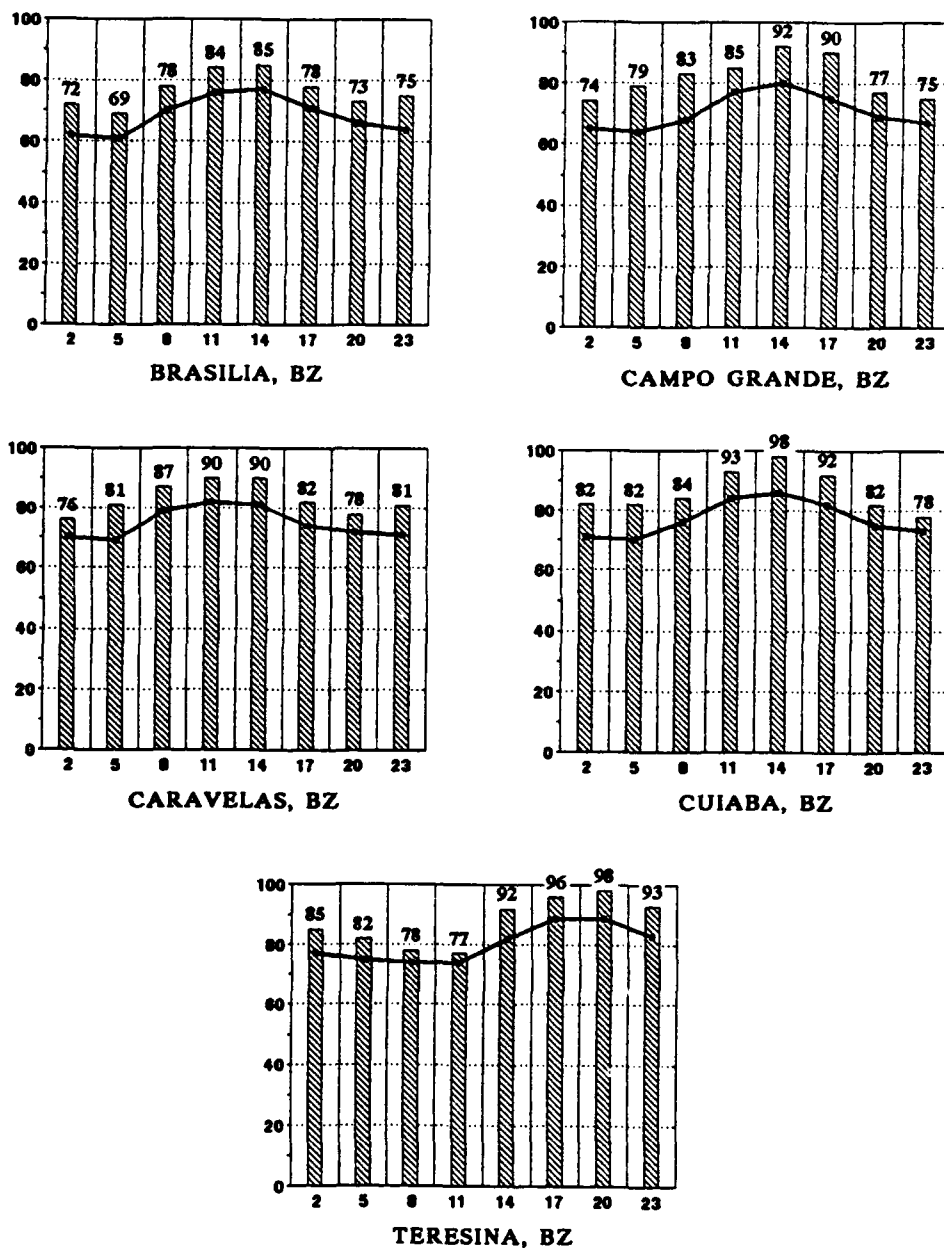 100
80
60
40
20
0
72 69 78 84 85 78 73 75
2 5 8 11 14 17 20 23
BRASILIA, BZ
100
80
60
40
20
0
74 79 83 85 92 90 77 75
2 5 8 11 14 17 20 23
CAMPO GRANDE, BZ
100
80
60
40
20
0
76 81 87 90 90 82 78 81
2 5 8 11 14 17 20 23
CARAVELAS, BZ
100
80
60
40
20
0
82 82 84 93 98 92 82 78
2 5 8 11 14 17 20 23
CUIABA, BZ
100
80
60
40
20
0
85 82 78 77 92 96 98 93
2 5 8 11 14 17 20 23
TERESINA, BZ